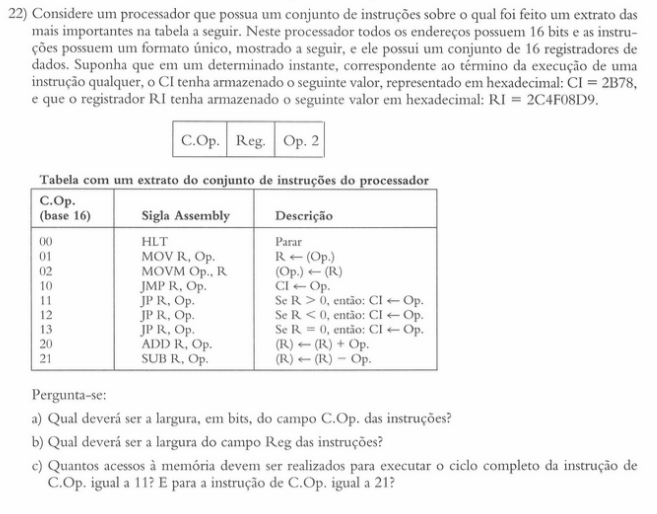 22) Considere um processador que possua um conjunto de instruções sobre o qual foi feito um extrato das
mais importantes na tabela a seguir. Neste processador todos os endereços possuem 16 bits e as instru-
ções possuem um formato único, mostrado a seguir, e ele possui um conjunto de 16 registradores de
dados. Suponha que em um determinado instante, correspondente ao término da execução de uma
instrução qualquer, o CI tenha armazenado o seguinte valor, representado em hexadecimal: CI = 2B78,
e que o registrador RI tenha armazenado o seguinte valor em hexadecimal: RI = 2C4F08D9.
C.Op. Reg. Op. 2
Tabela com um extrato do conjunto de instruções do processador
C.Op.
(base 16) Sigla Assembly Descrição
00 HLT Parar
01 MOV R, Op. R ← (Op.)
02 MOVM Op., R (Op.) ← (R)
10 JMP R, Op. CI ← Op.
11 JP R, Op. Se R > 0, então: CI ← Op.
12 JP R, Op. Se R < 0, então: CI ← Op.
13 JP R, Op. Se R = 0, então: CI ← Op.
20 ADD R, Op. (R) ← (R) + Op.
21 SUB R, Op. (R) ← (R) − Op.
Pergunta-se:
a) Qual deverá ser a largura, em bits, do campo C.Op. das instruções?
b) Qual deverá ser a largura do campo Reg das instruções?
c) Quantos acessos à memória devem ser realizados para executar o ciclo completo da instrução de
C.Op. igual a 11? E para a instrução de C.Op. igual a 21?